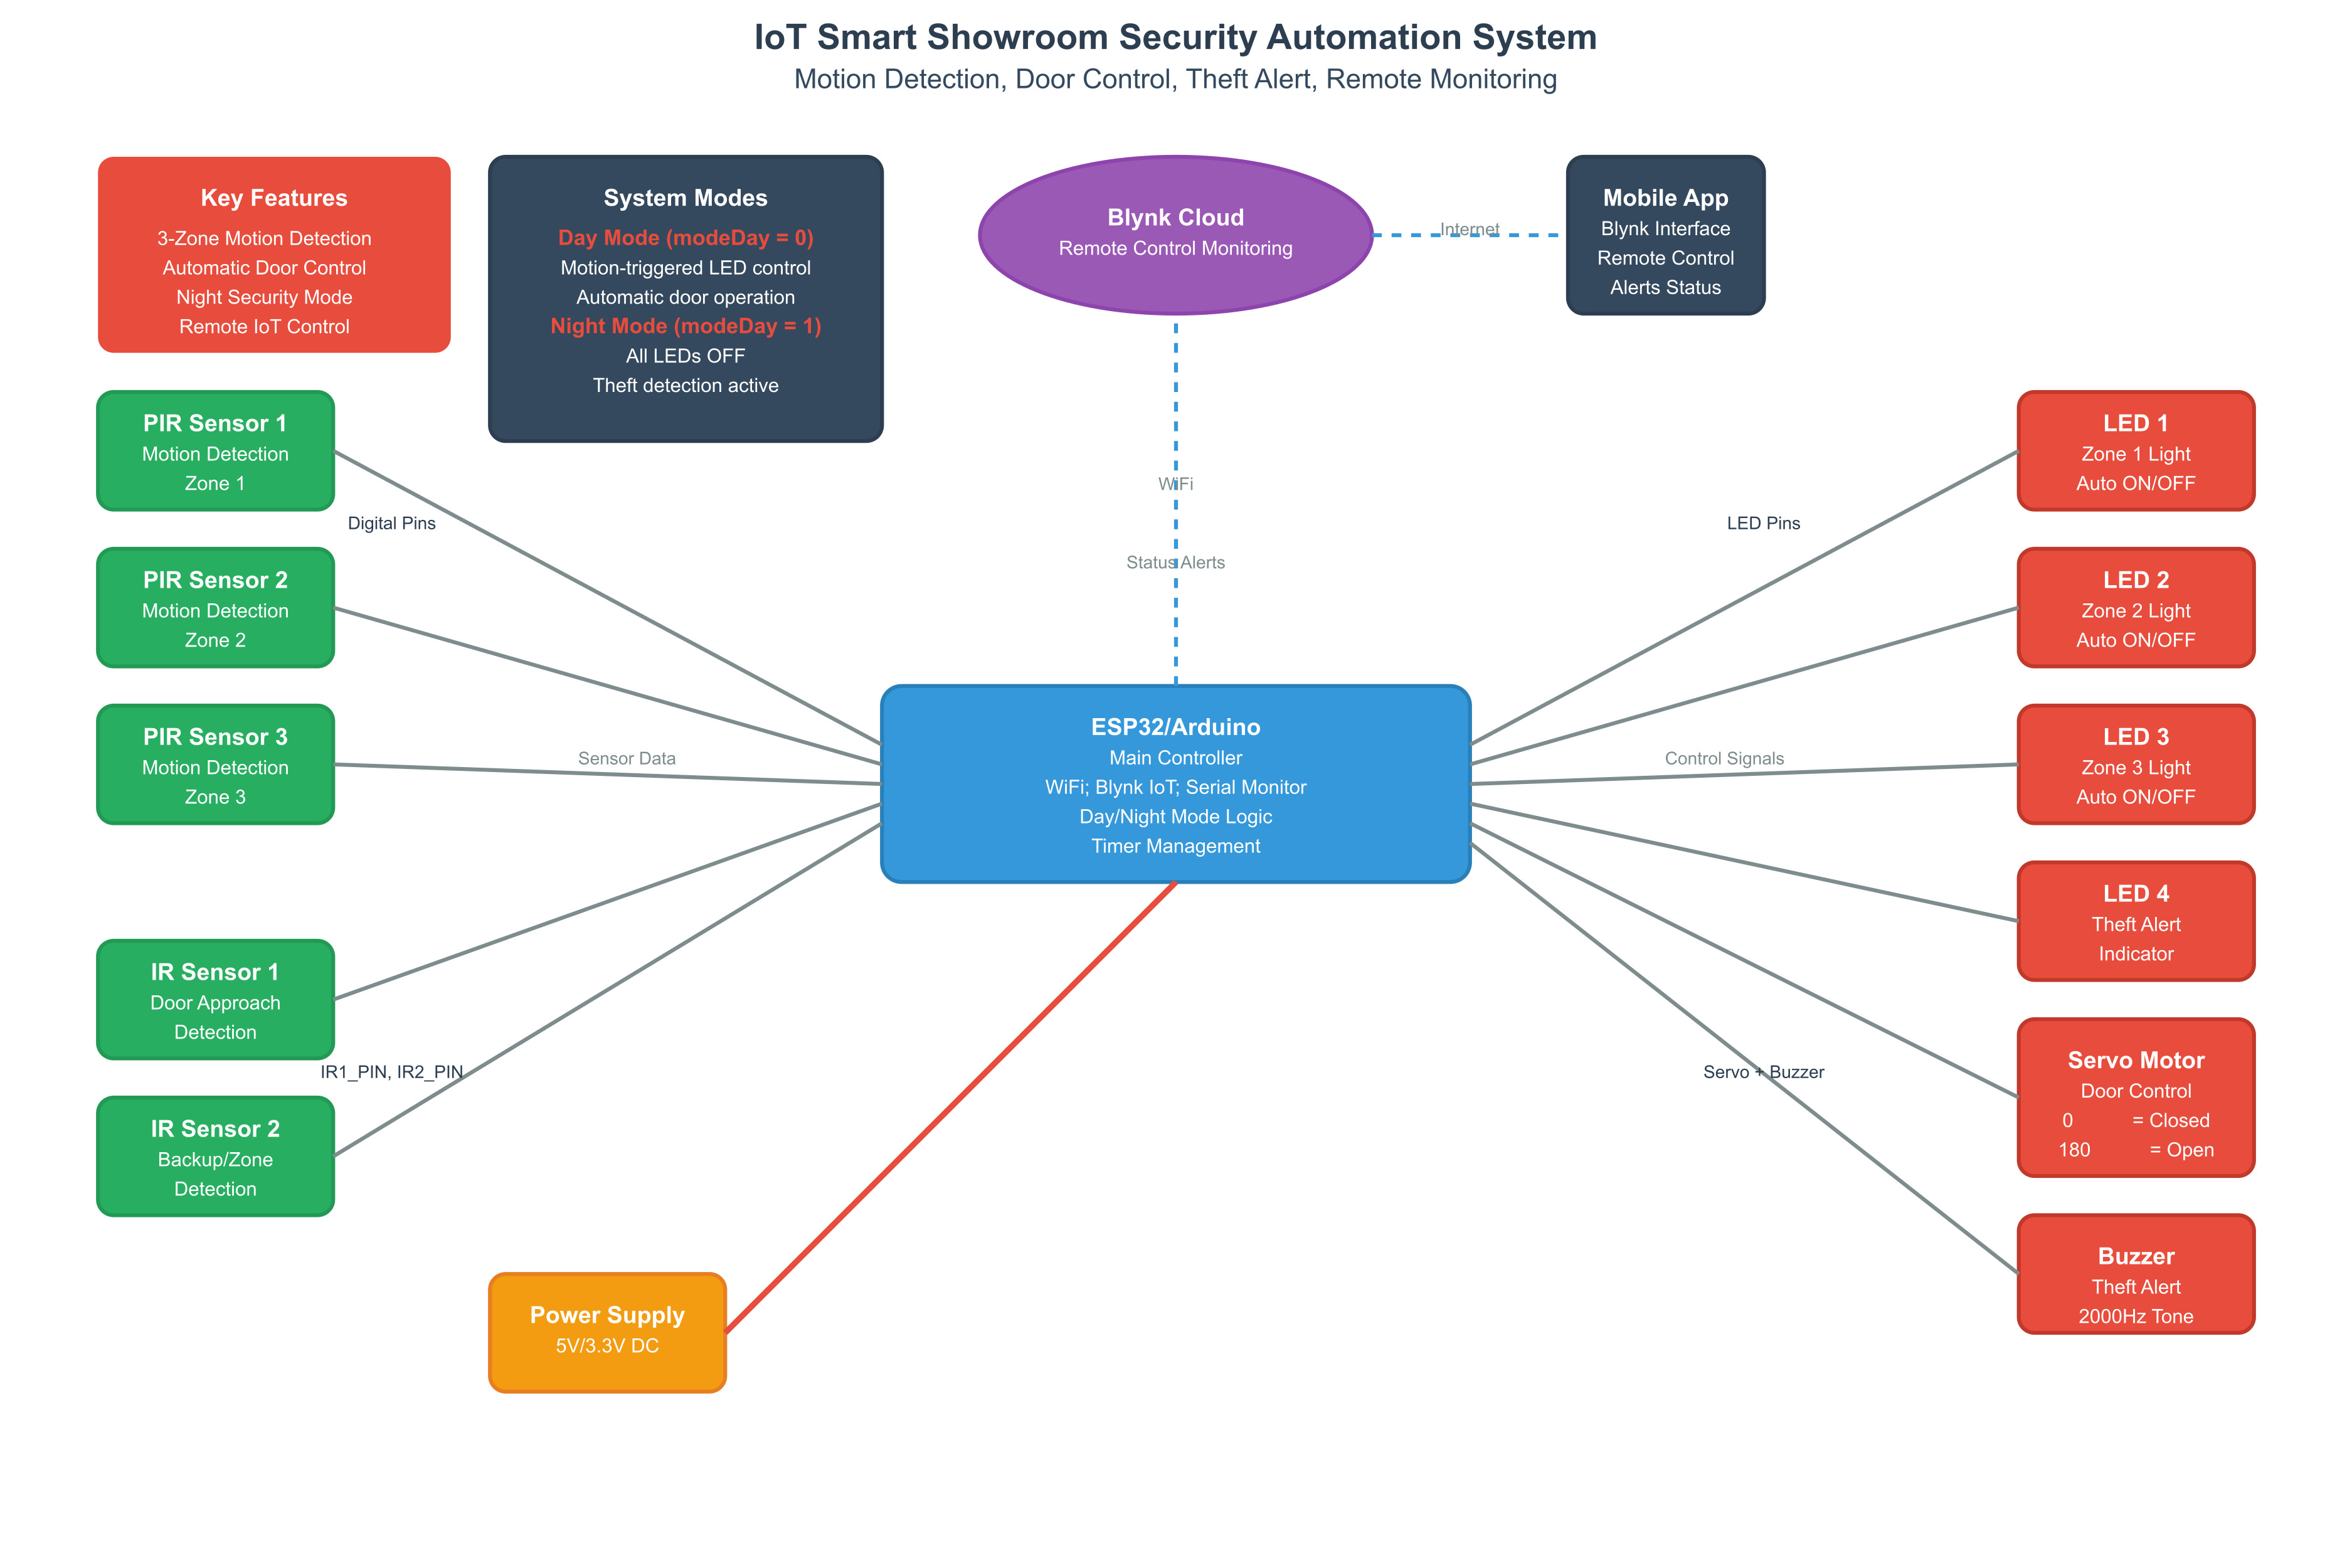 IoT Smart Showroom Security Automation System
Motion Detection, Door Control, Theft Alert, Remote Monitoring
Key Features
3-Zone Motion Detection
Automatic Door Control
Night Security Mode
Remote IoT Control
System Modes
Day Mode (modeDay = 0)
Motion-triggered LED control
Automatic door operation
Night Mode (modeDay = 1)
All LEDs OFF
Theft detection active
Blynk Cloud
Remote Control Monitoring
Internet
Mobile App
Blynk Interface
Remote Control
Alerts Status
PIR Sensor 1
Motion Detection
Zone 1
Digital Pins
PIR Sensor 2
Motion Detection
Zone 2
PIR Sensor 3
Motion Detection
Zone 3
Sensor Data
IR Sensor 1
Door Approach
Detection
IR1_PIN, IR2_PIN
IR Sensor 2
Backup/Zone
Detection
WiFi
Status Alerts
ESP32/Arduino
Main Controller
WiFi; Blynk IoT; Serial Monitor
Day/Night Mode Logic
Timer Management
Power Supply
5V/3.3V DC
LED Pins
Control Signals
Servo + Buzzer
LED 1
Zone 1 Light
Auto ON/OFF
LED 2
Zone 2 Light
Auto ON/OFF
LED 3
Zone 3 Light
Auto ON/OFF
LED 4
Theft Alert
Indicator
Servo Motor
Door Control
0 = Closed
180 = Open
Buzzer
Theft Alert
2000Hz Tone